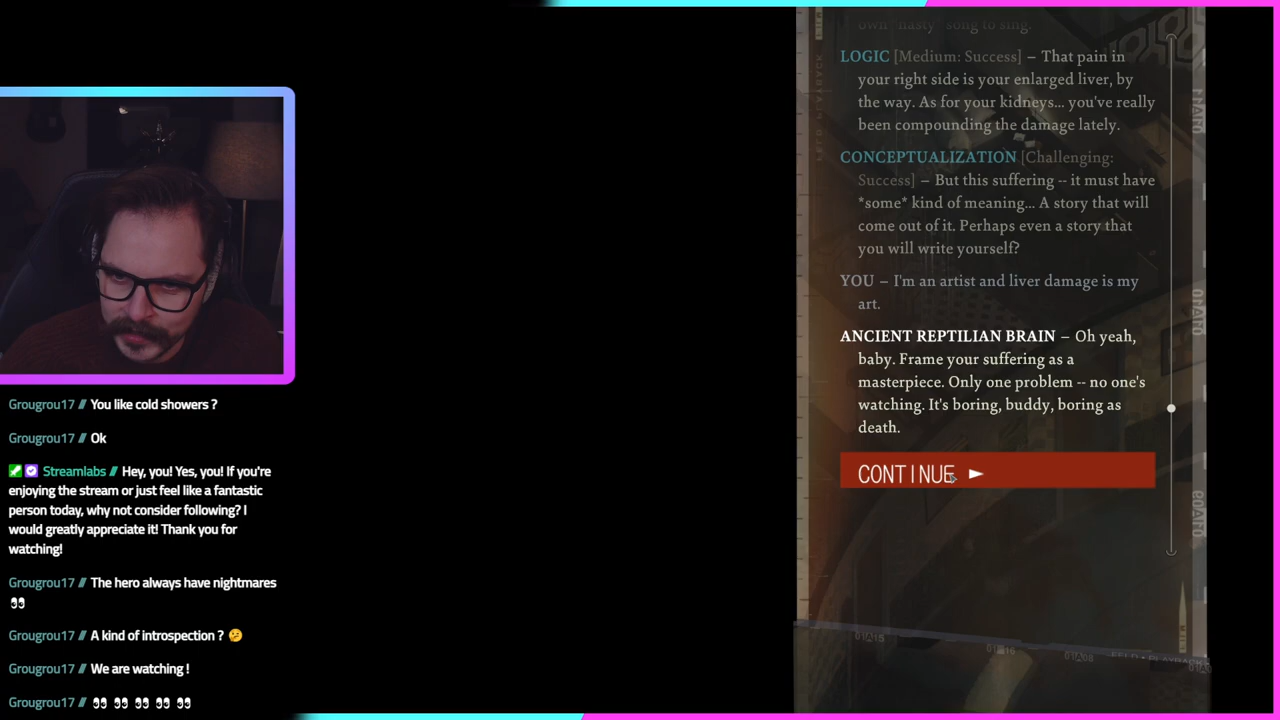 Grougrou17 // You like cold showers ?
Grougrou17 // Ok
Streamlabs // Hey, you! Yes, you! If you're
enjoying the stream or just feel like a fantastic
person today, why not consider following? I
would greatly appreciate it! Thank you for
watching!
Grougrou17 // The hero always have nightmares
👀
Grougrou17 // A kind of introspection ? 🤔
Grougrou17 // We are watching !
Grougrou17 // 👀 👀 👀 👀 👀
own *nasty* song to sing.
LOGIC [Medium: Success] – That pain in
your right side is your enlarged liver, by
the way. As for your kidneys... you've really
been compounding the damage lately.
CONCEPTUALIZATION [Challenging:
Success] – But this suffering -- it must have
*some* kind of meaning... A story that will
come out of it. Perhaps even a story that
you will write yourself?
YOU – I'm an artist and liver damage is my
art.
ANCIENT REPTILIAN BRAIN – Oh yeah,
baby. Frame your suffering as a
masterpiece. Only one problem -- no one's
watching. It's boring, buddy, boring as
death.
CONTINUE ►